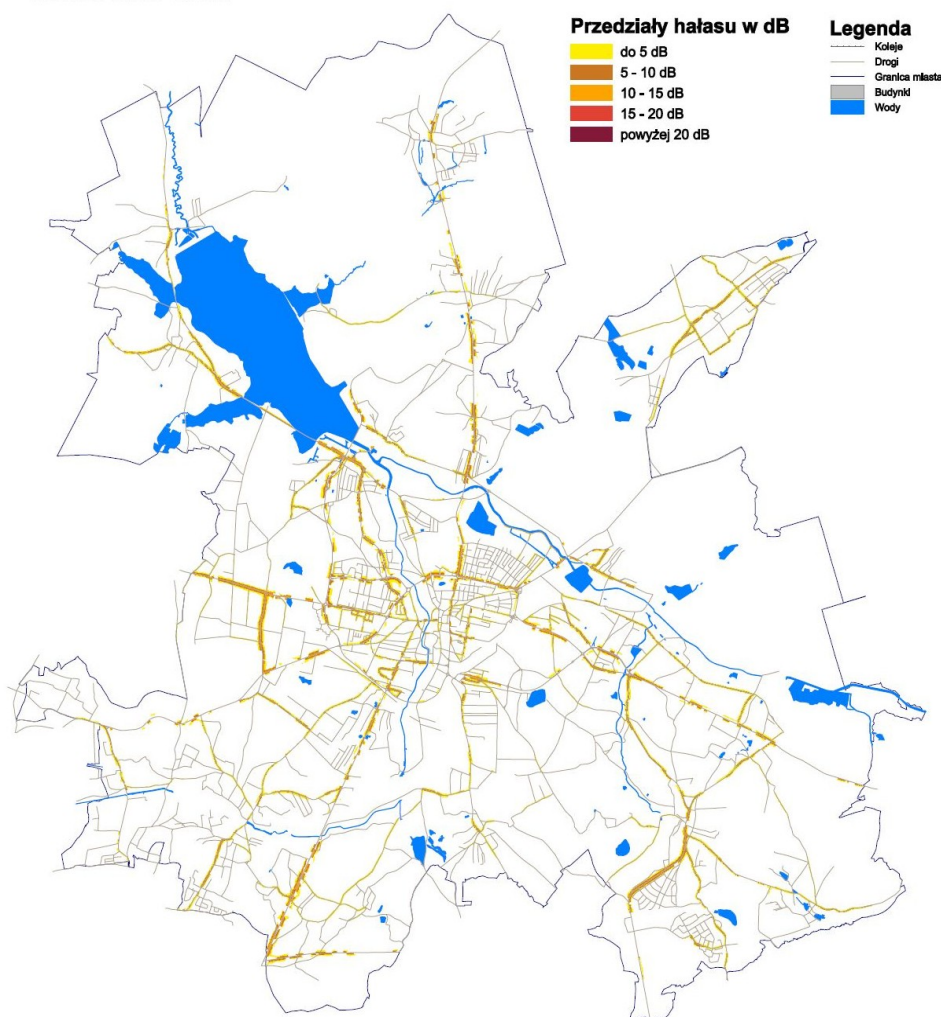 Przedziały hałasu w dB
do 5 dB
5 - 10 dB
10 - 15 dB
15 - 20 dB
powyżej 20 dB
Legenda
Koleje
Drogi
Granica miasta
Budynki
Wody